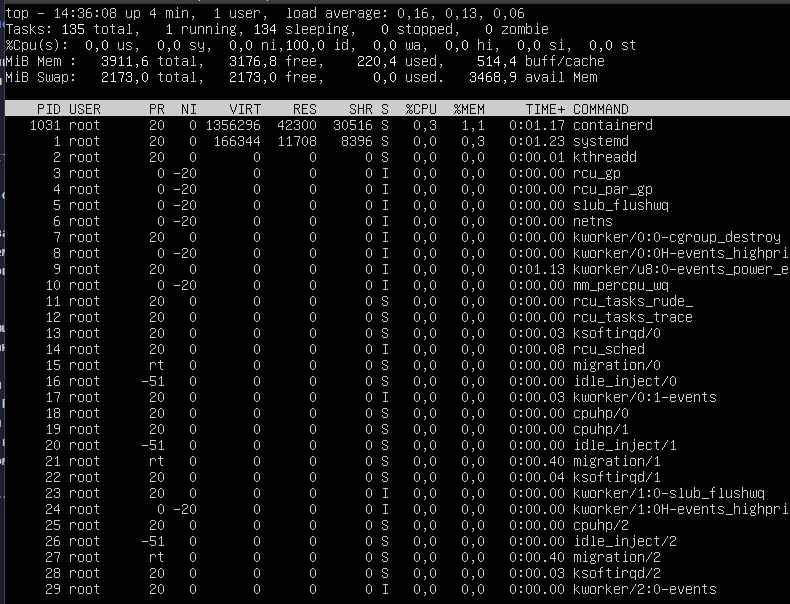 top - 14:36:08 up 4 min,  1 user,  load average: 0,16, 0,13, 0,06
Tasks: 135 total,   1 running, 134 sleeping,   0 stopped,   0 zombie
%Cpu(s):  0,0 us,  0,0 sy,  0,0 ni,100,0 id,  0,0 wa,  0,0 hi,  0,0 si,  0,0 st
MiB Mem :   3911,6 total,   3176,8 free,    220,4 used,    514,4 buff/cache
MiB Swap:   2173,0 total,   2173,0 free,      0,0 used.   3468,9 avail Mem
PID USER      PR  NI    VIRT    RES    SHR S  %CPU  %MEM     TIME+ COMMAND
1031 root      20   0 1356296  42300  30516 S   0,3   1,1   0:01.17 containerd
1 root      20   0  166344  11708   8396 S   0,0   0,3   0:01.23 systemd
2 root      20   0       0      0      0 S   0,0   0,0   0:00.01 kthreadd
3 root       0 -20       0      0      0 I   0,0   0,0   0:00.00 rcu_gp
4 root       0 -20       0      0      0 I   0,0   0,0   0:00.00 rcu_par_gp
5 root       0 -20       0      0      0 I   0,0   0,0   0:00.00 slub_flushwq
6 root       0 -20       0      0      0 I   0,0   0,0   0:00.00 netns
7 root      20   0       0      0      0 I   0,0   0,0   0:00.00 kworker/0:0-cgroup_destroy
8 root       0 -20       0      0      0 I   0,0   0,0   0:00.00 kworker/0:0H-events_highpri
9 root      20   0       0      0      0 I   0,0   0,0   0:01.13 kworker/u8:0-events_power_e
10 root       0 -20       0      0      0 I   0,0   0,0   0:00.00 mm_percpu_wq
11 root      20   0       0      0      0 S   0,0   0,0   0:00.00 rcu_tasks_rude_
12 root      20   0       0      0      0 S   0,0   0,0   0:00.00 rcu_tasks_trace
13 root      20   0       0      0      0 S   0,0   0,0   0:00.03 ksoftirqd/0
14 root      20   0       0      0      0 I   0,0   0,0   0:00.08 rcu_sched
15 root      rt   0       0      0      0 S   0,0   0,0   0:00.00 migration/0
16 root     -51   0       0      0      0 S   0,0   0,0   0:00.00 idle_inject/0
17 root      20   0       0      0      0 I   0,0   0,0   0:00.03 kworker/0:1-events
18 root      20   0       0      0      0 S   0,0   0,0   0:00.00 cpuhp/0
19 root      20   0       0      0      0 S   0,0   0,0   0:00.00 cpuhp/1
20 root     -51   0       0      0      0 S   0,0   0,0   0:00.00 idle_inject/1
21 root      rt   0       0      0      0 S   0,0   0,0   0:00.40 migration/1
22 root      20   0       0      0      0 S   0,0   0,0   0:00.04 ksoftirqd/1
23 root      20   0       0      0      0 I   0,0   0,0   0:00.00 kworker/1:0-slub_flushwq
24 root       0 -20       0      0      0 I   0,0   0,0   0:00.00 kworker/1:0H-events_highpri
25 root      20   0       0      0      0 S   0,0   0,0   0:00.00 cpuhp/2
26 root     -51   0       0      0      0 S   0,0   0,0   0:00.00 idle_inject/2
27 root      rt   0       0      0      0 S   0,0   0,0   0:00.40 migration/2
28 root      20   0       0      0      0 S   0,0   0,0   0:00.03 ksoftirqd/2
29 root      20   0       0      0      0 I   0,0   0,0   0:00.00 kworker/2:0-events